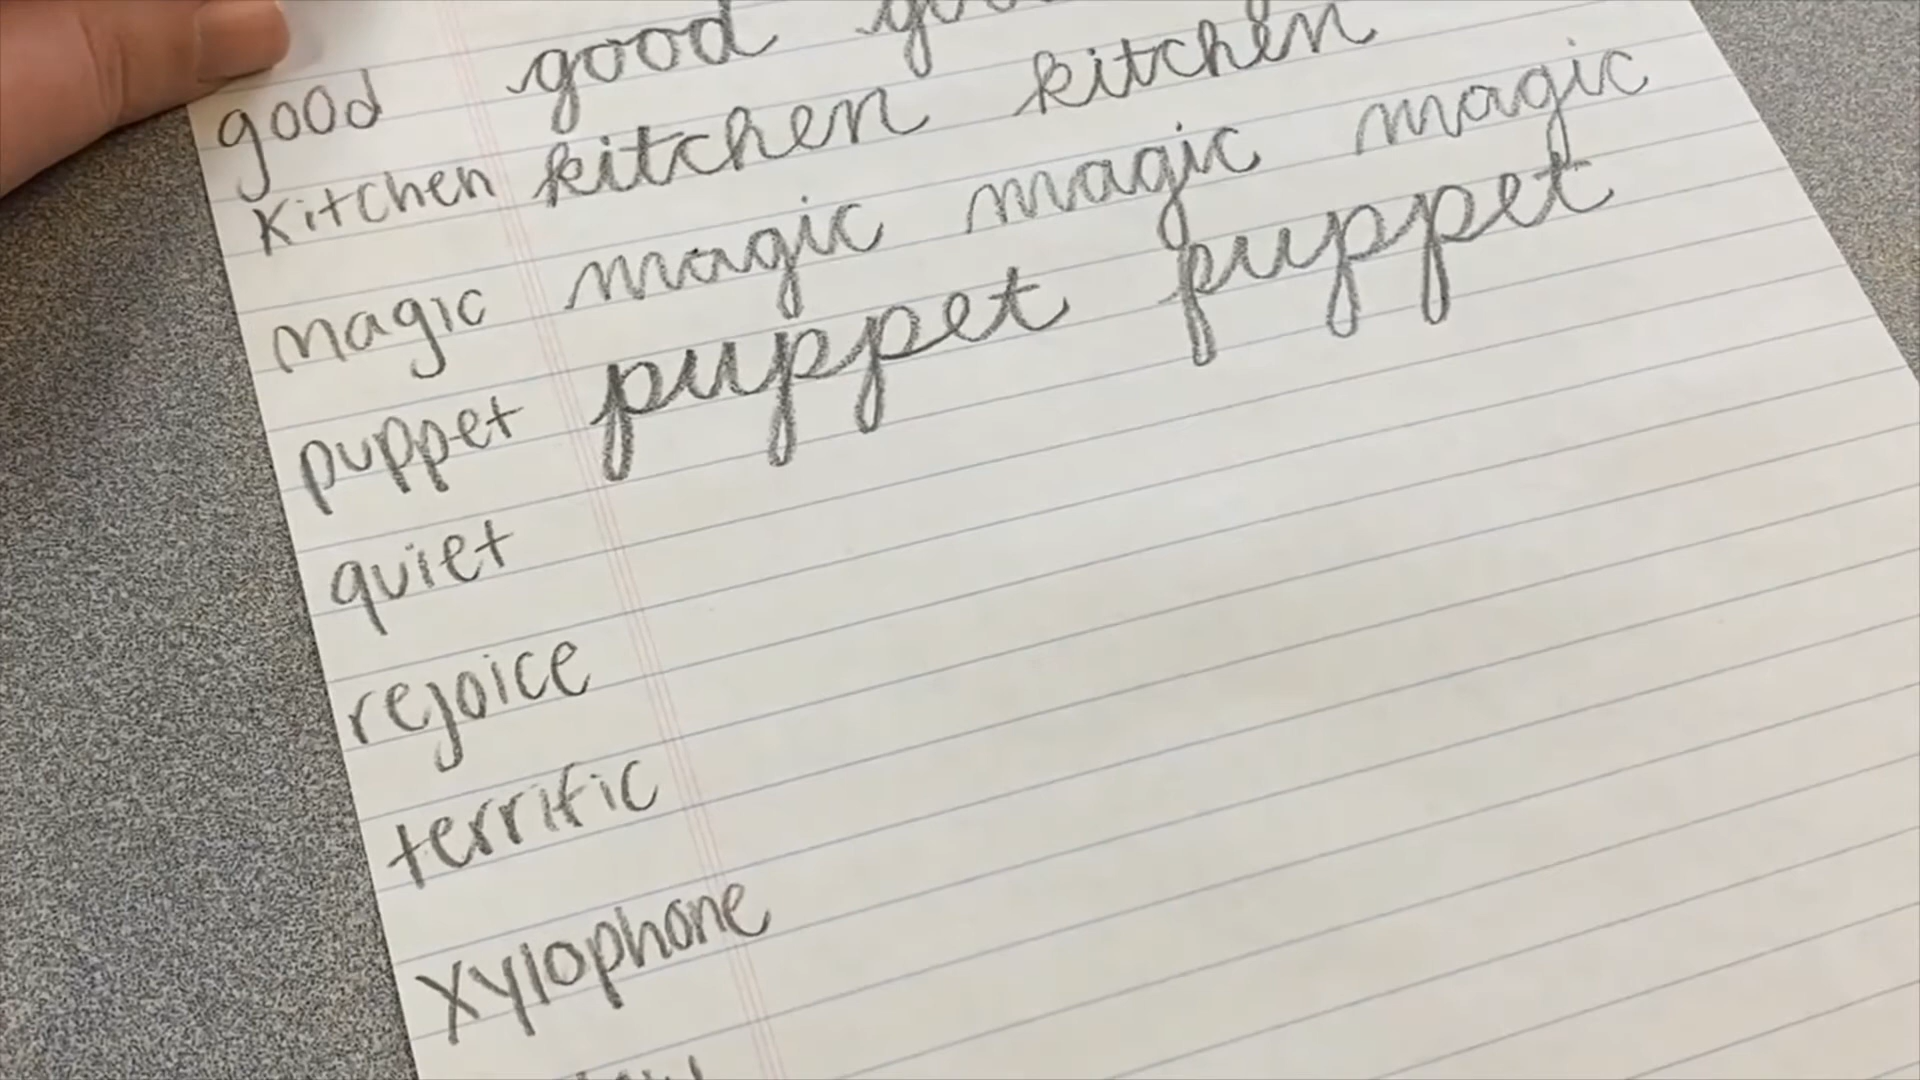 good good
kitchen kitchen kitchen
magic magic magic magic
puppet puppet puppet
quiet
rejoice
terrific
xylophone